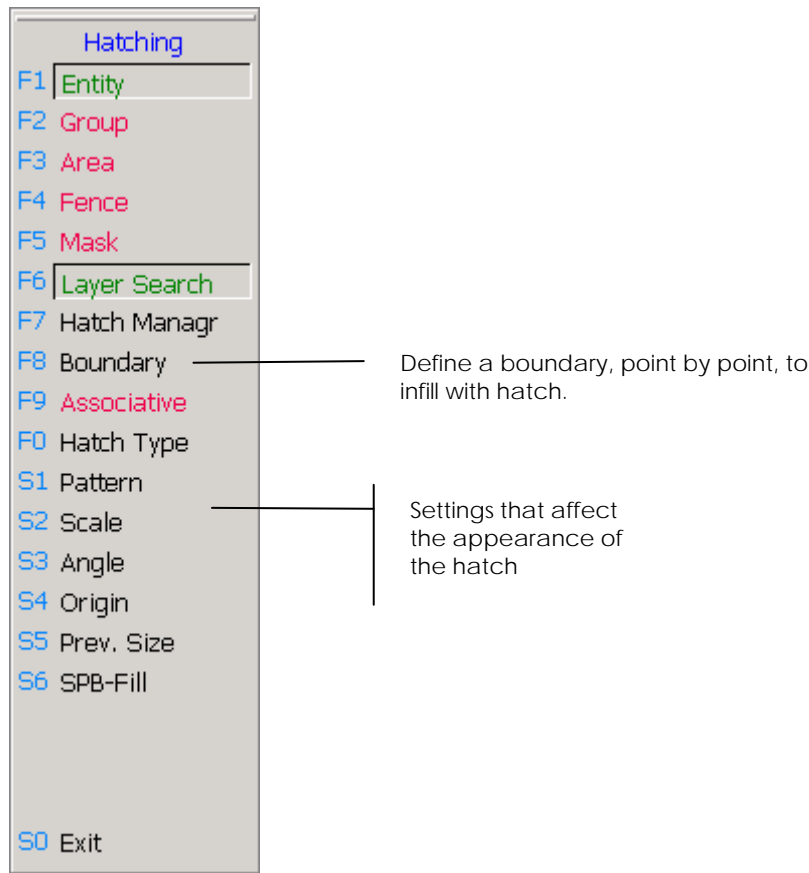 Hatching
F1 Entity
F2 Group
F3 Area
F4 Fence
F5 Mask
F6 Layer Search
F7 Hatch Managr
F8 Boundary
Define a boundary, point by point, to
infill with hatch.
F9 Associative
F0 Hatch Type
S1 Pattern
S2 Scale
S3 Angle
S4 Origin
Settings that affect
the appearance of
the hatch
S5 Prev. Size
S6 SPB-Fill
S0 Exit